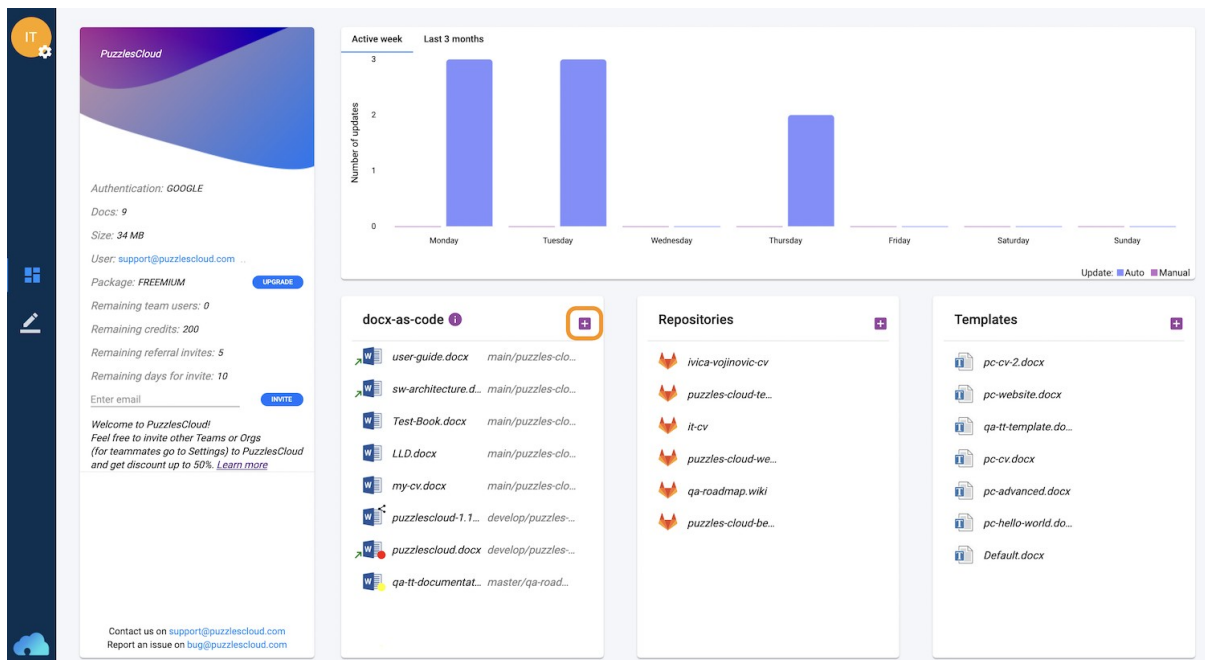 IT
PuzzlesCloud
Authentication: GOOGLE
Docs: 9
Size: 34 MB
User: support@puzzlescloud.com ..
Package: FREEMIUM UPGRADE
Remaining team users: 0
Remaining credits: 200
Remaining referral invites: 5
Remaining days for invite: 10
Enter email INVITE
Welcome to PuzzlesCloud!
Feel free to invite other Teams or Orgs
(for teammates go to Settings) to PuzzlesCloud
and get discount up to 50%. Learn more
Contact us on support@puzzlescloud.com
Report an issue on bug@puzzlescloud.com
Active week Last 3 months
Number of updates
3
2
1
0
Monday Tuesday Wednesday Thursday Friday Saturday Sunday
Update: Auto Manual
docx-as-code i
user-guide.docx main/puzzles-clo...
sw-architecture.d... main/puzzles-clo...
Test-Book.docx main/puzzles-clo...
LLD.docx main/puzzles-clo...
my-cv.docx main/puzzles-clo...
puzzlescloud-1.1... develop/puzzles-...
puzzlescloud.docx develop/puzzles-...
qa-tt-documentat... master/qa-road...
Repositories
ivica-vojinovic-cv
puzzles-cloud-te...
it-cv
puzzles-cloud-we...
qa-roadmap.wiki
puzzles-cloud-be...
Templates
pc-cv-2.docx
pc-website.docx
qa-tt-template.do...
pc-cv.docx
pc-advanced.docx
pc-hello-world.do...
Default.docx